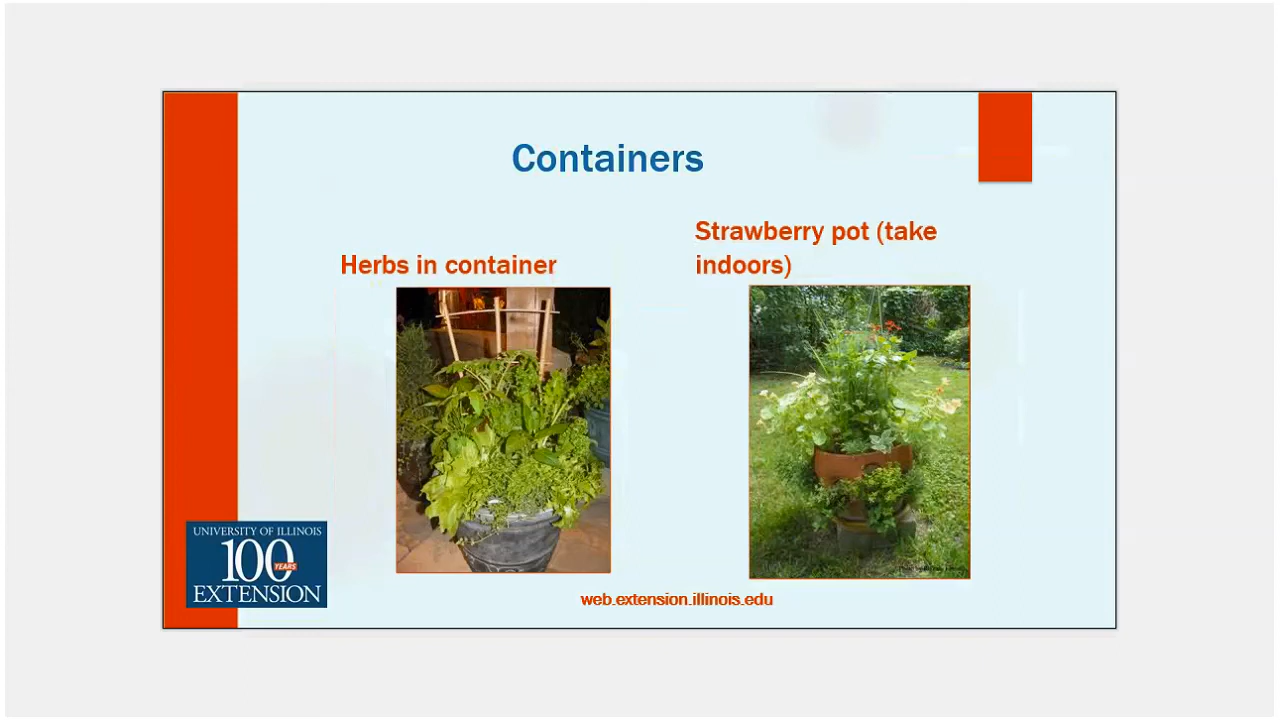 Containers
Herbs in container
Strawberry pot (take
indoors)
UNIVERSITY OF ILLINOIS
100
YEARS
EXTENSION
web.extension.illinois.edu